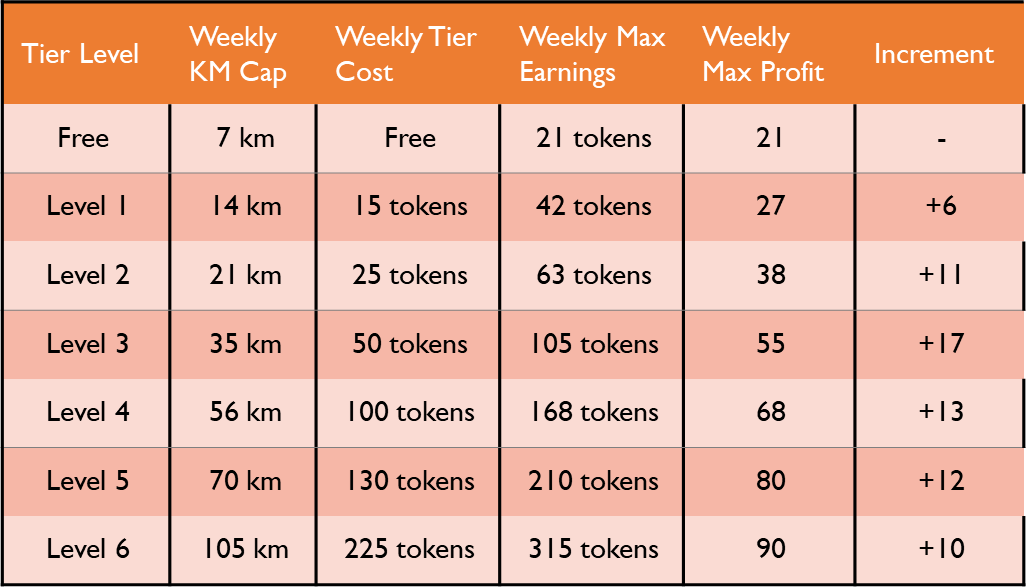 Tier Level Weekly KM Cap Weekly Tier Cost Weekly Max Earnings Weekly Max Profit Increment
Free 7 km Free 21 tokens 21 -
Level 1 14 km 15 tokens 42 tokens 27 +6
Level 2 21 km 25 tokens 63 tokens 38 +11
Level 3 35 km 50 tokens 105 tokens 55 +17
Level 4 56 km 100 tokens 168 tokens 68 +13
Level 5 70 km 130 tokens 210 tokens 80 +12
Level 6 105 km 225 tokens 315 tokens 90 +10